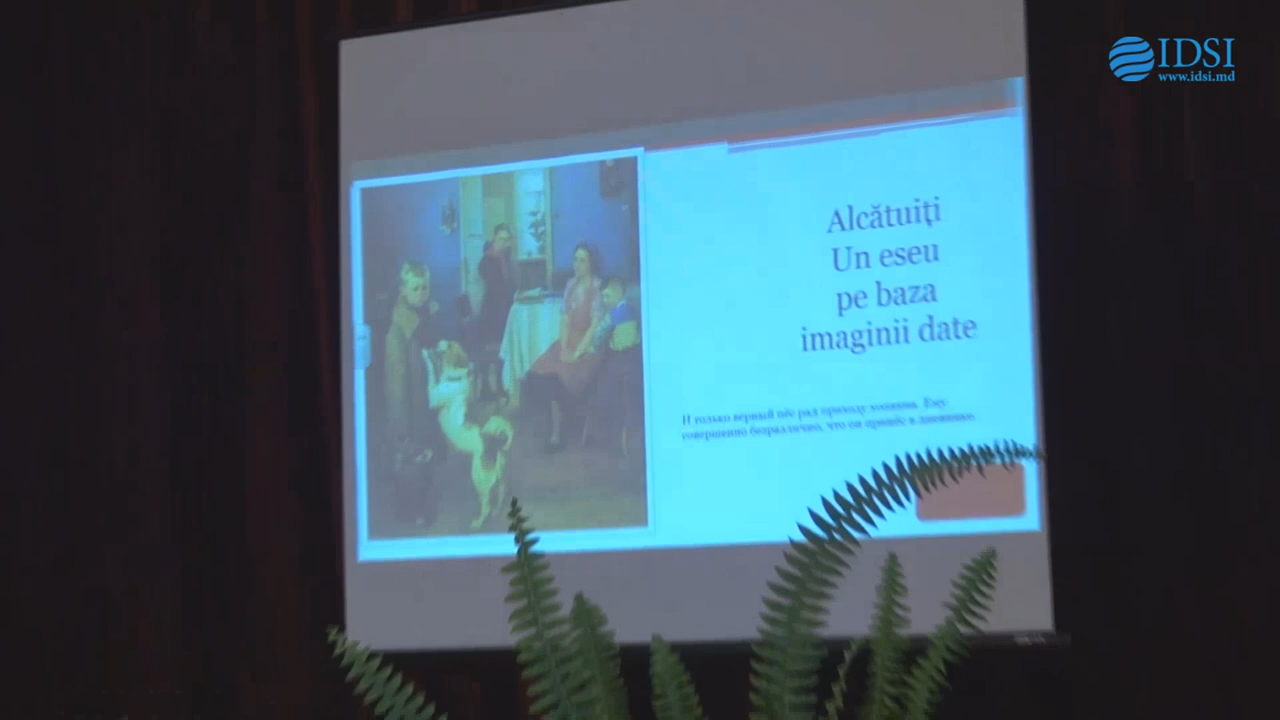 IDSI
www.idsi.md
Alcătuiţi
Un eseu
pe baza
imaginii date
И только верный пёс рад приходу хозяина. Ему
совершенно безразлично, что он принёс в дневнике.